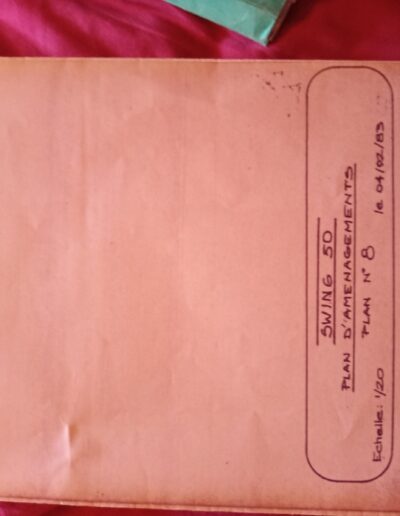 SWING 50
PLAN D'AMENAGEMENTS
PLAN N° 8
Echelle: 1/20 le 04/02/83